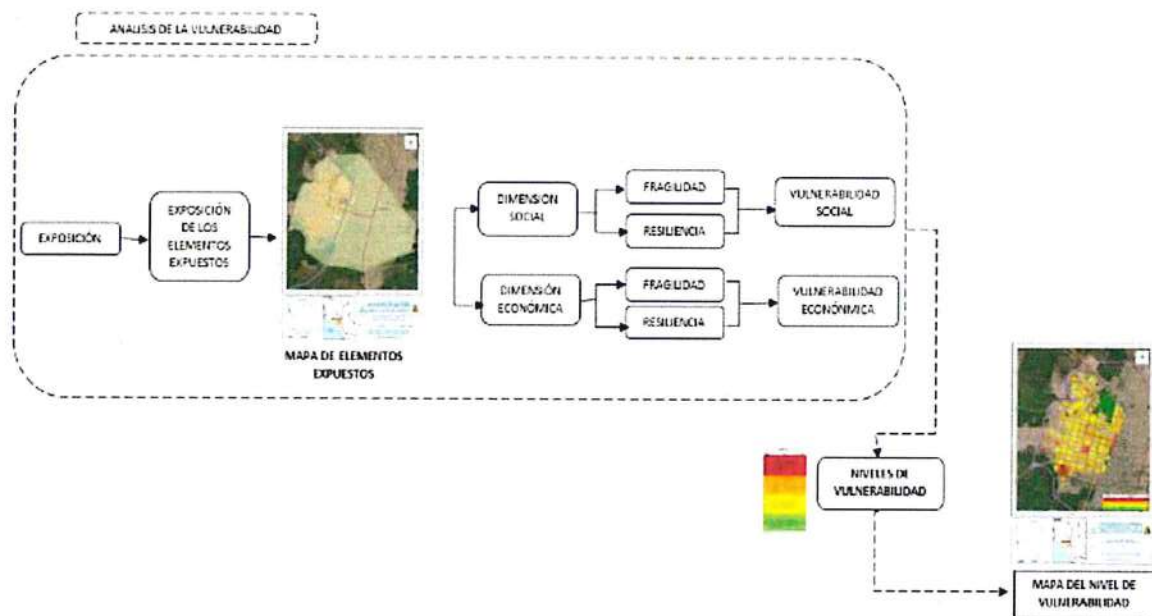 ANALISIS DE LA VULNERABILIDAD
EXPOSICIÓN
EXPOSICIÓN
DE LOS
ELEMENTOS
EXPUESTOS
MAPA DE ELEMENTOS
EXPUESTOS
DIMENSIÓN
SOCIAL
FRAGILIDAD
RESILIENCIA
VULNERABILIDAD
SOCIAL
DIMENSIÓN
ECONÓMICA
FRAGILIDAD
RESILIENCIA
VULNERABILIDAD
ECONÓNMICA
NIVELES DE
VULNERABILIDAD
MAPA DEL NIVEL DE
VULNERABILIDAD